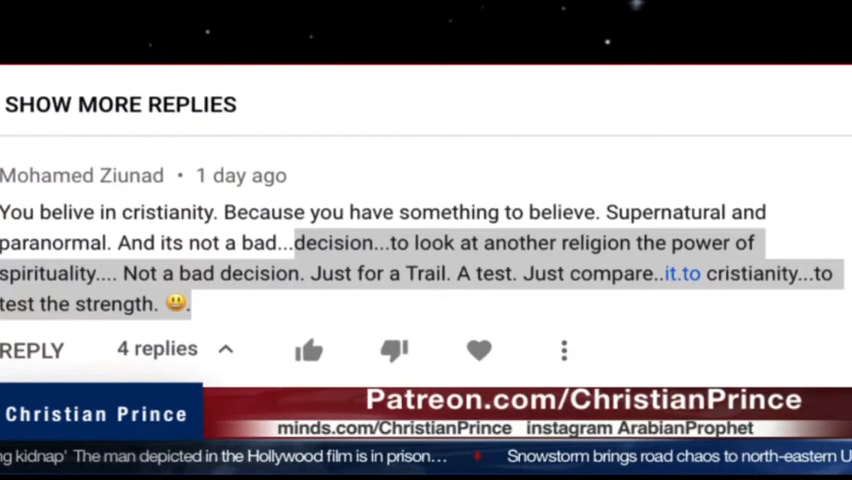 SHOW MORE REPLIES
Mohamed Ziunad • 1 day ago
You belive in cristianity. Because you have something to believe. Supernatural and
paranormal. And its not a bad...decision...to look at another religion the power of
spirituality.... Not a bad decision. Just for a Trail. A test. Just compare..it.to cristianity...to
test the strength. 😃.
REPLY 4 replies
Christian Prince
Patreon.com/ChristianPrince
minds.com/ChristianPrince instagram ArabianProphet
kidnap' The man depicted in the Hollywood film is in prison... Snowstorm brings road chaos to north-eastern